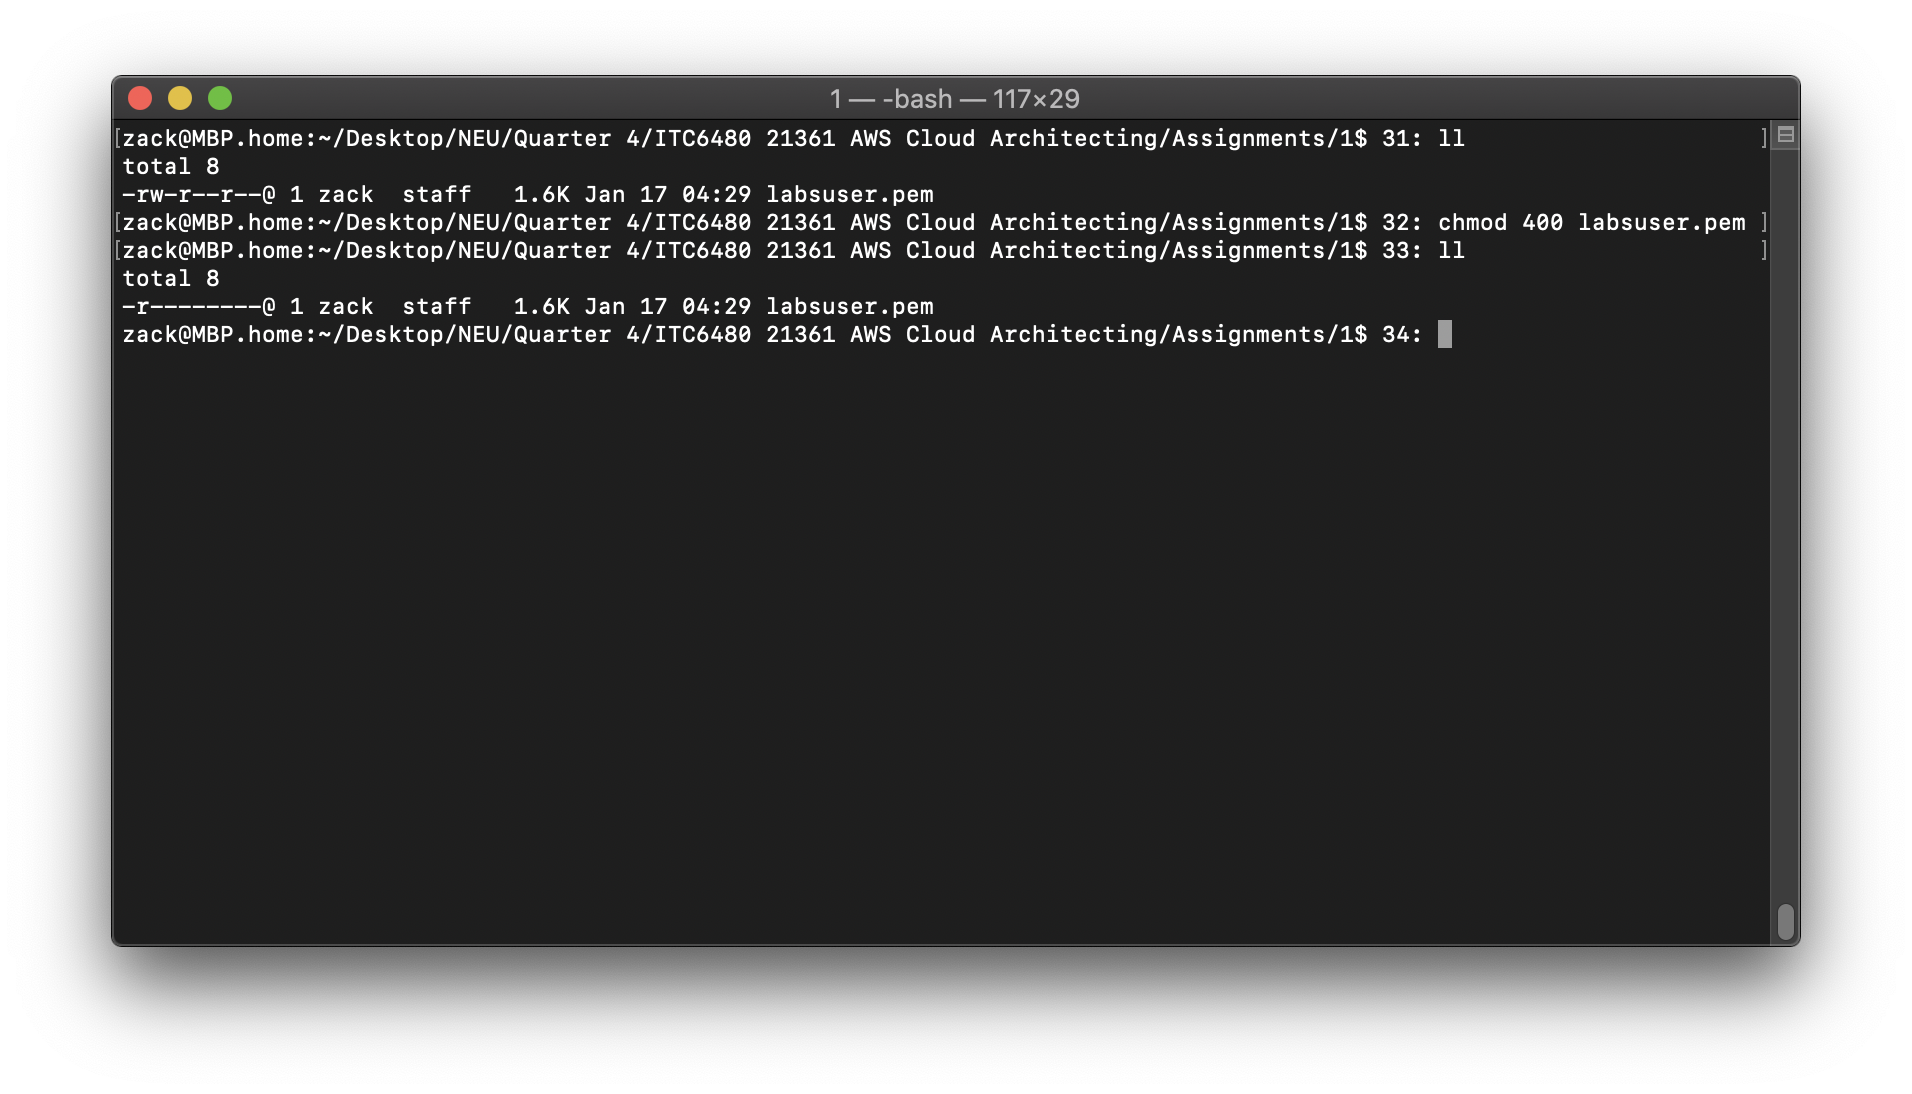 1 — -bash — 117×29
[zack@MBP.home:~/Desktop/NEU/Quarter 4/ITC6480 21361 AWS Cloud Architecting/Assignments/1$ 31: ll ]
total 8
-rw-r--r--@ 1 zack  staff   1.6K Jan 17 04:29 labsuser.pem
[zack@MBP.home:~/Desktop/NEU/Quarter 4/ITC6480 21361 AWS Cloud Architecting/Assignments/1$ 32: chmod 400 labsuser.pem ]
[zack@MBP.home:~/Desktop/NEU/Quarter 4/ITC6480 21361 AWS Cloud Architecting/Assignments/1$ 33: ll ]
total 8
-r--------@ 1 zack  staff   1.6K Jan 17 04:29 labsuser.pem
zack@MBP.home:~/Desktop/NEU/Quarter 4/ITC6480 21361 AWS Cloud Architecting/Assignments/1$ 34: